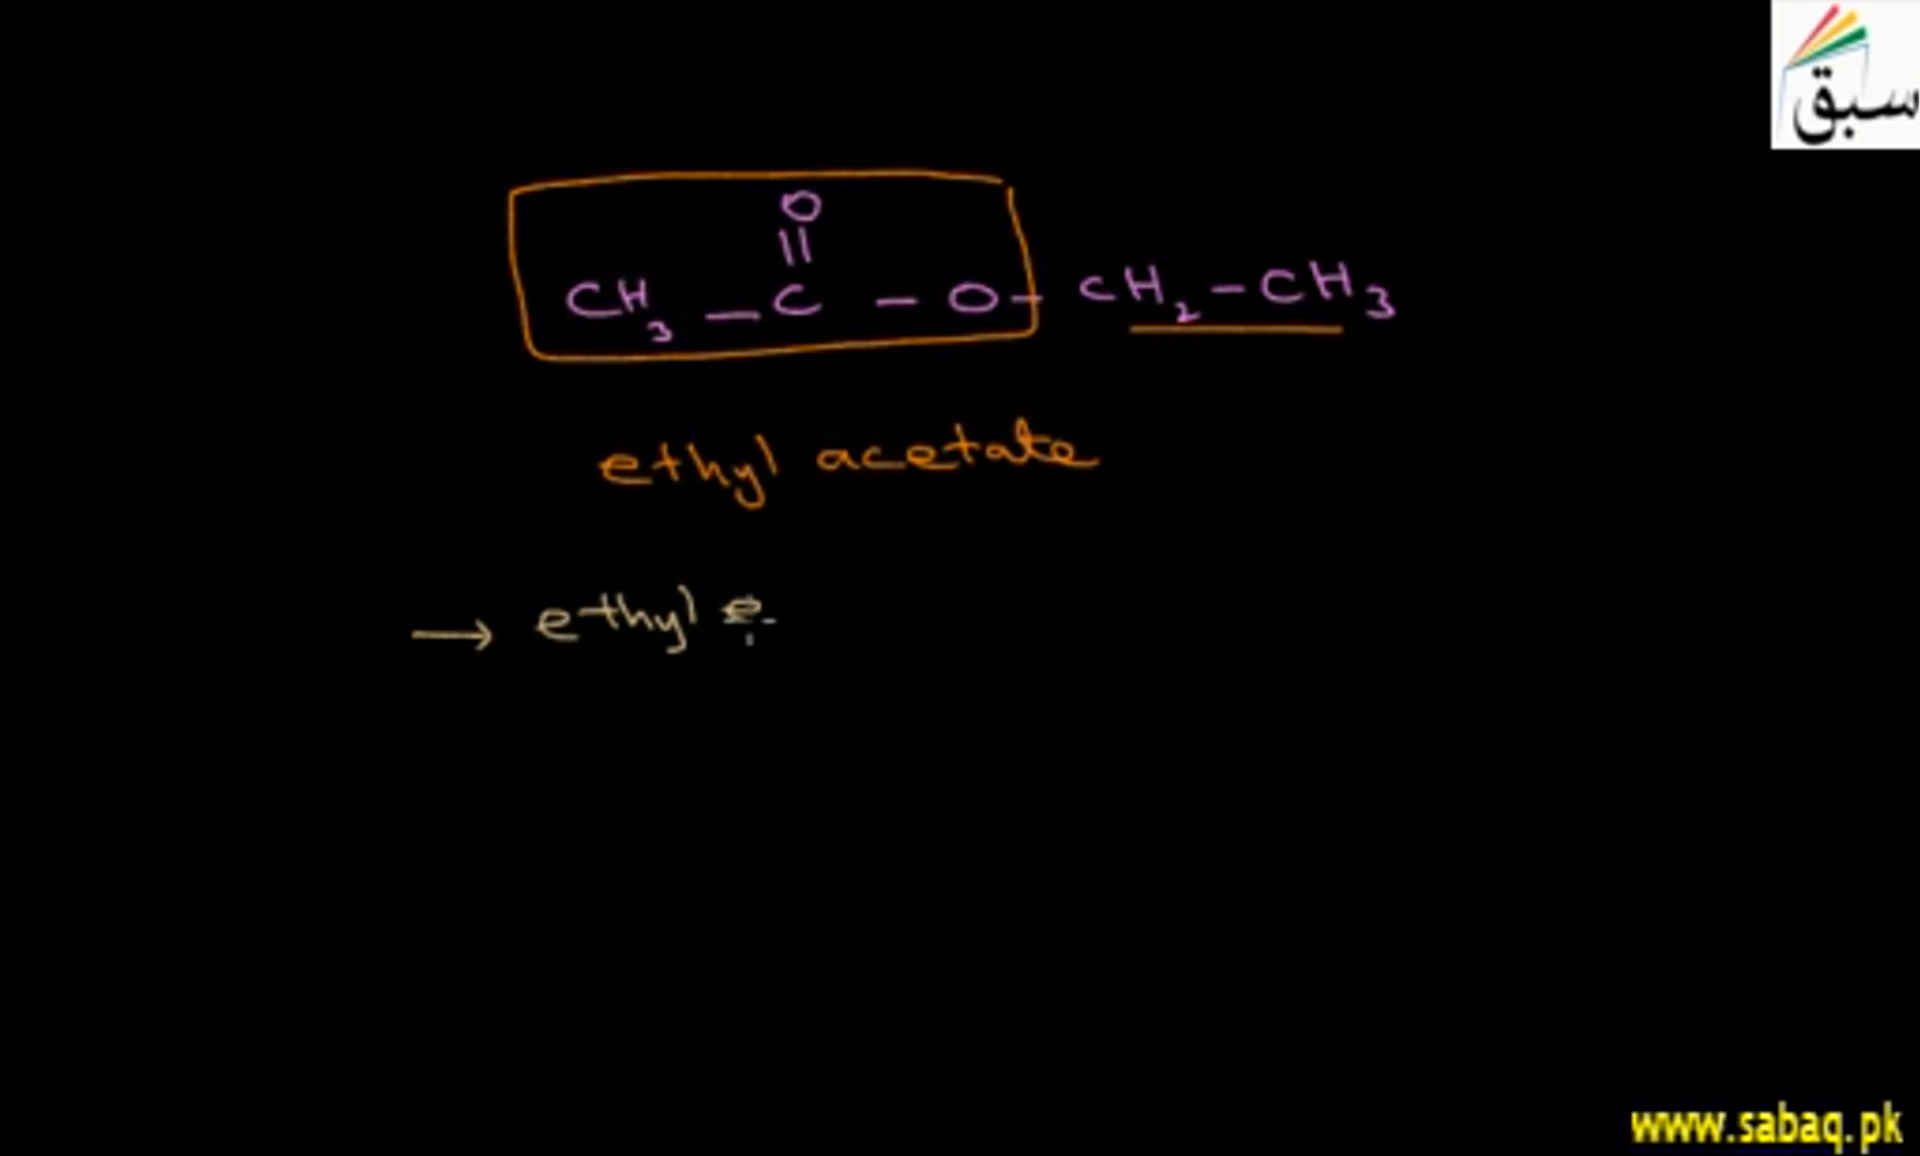 سبق
O
||
CH3 - C - O - CH2 - CH3
ethyl acetate
→ ethyl e
www.sabaq.pk